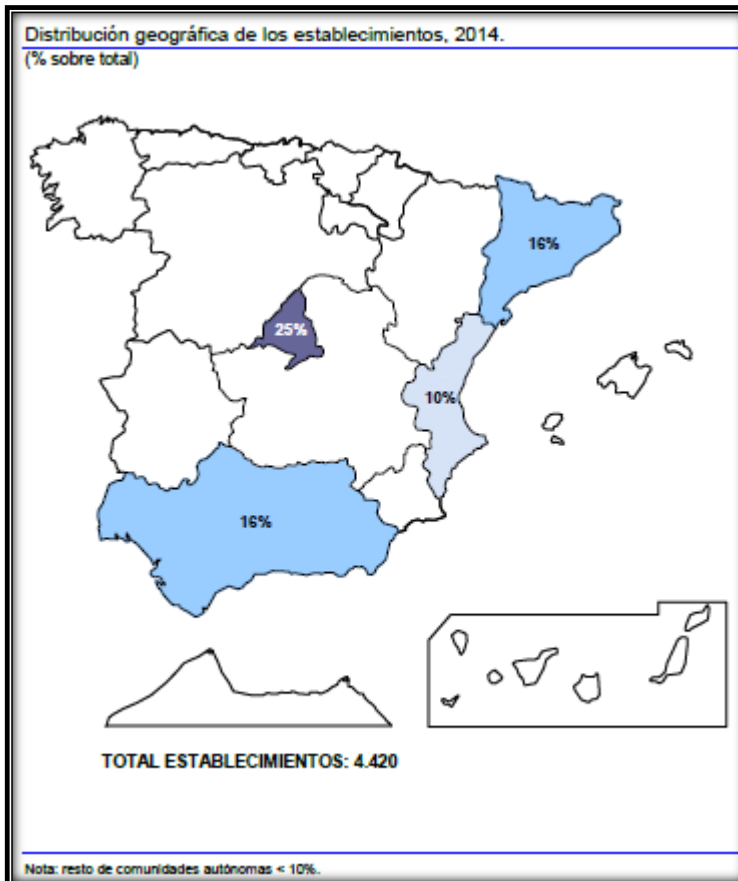 Distribución geográfica de los establecimientos, 2014.
(% sobre total)
16%
25%
10%
16%
TOTAL ESTABLECIMIENTOS: 4.420
Nota: resto de comunidades autónomas < 10%.